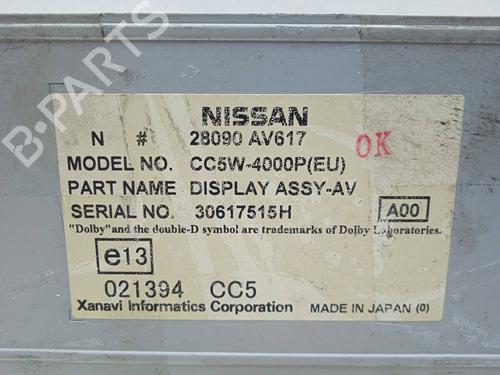 NISSAN
N # 28090 AV617
OK
MODEL NO. CC5W-4000P(EU)
PART NAME DISPLAY ASSY-AV
SERIAL NO. 30617515H A00
"Dolby"and the double-D symbol are trademarks of Dolby Laboratories.
e13
021394 CC5
Xanavi Informatics Corporation MADE IN JAPAN (0)